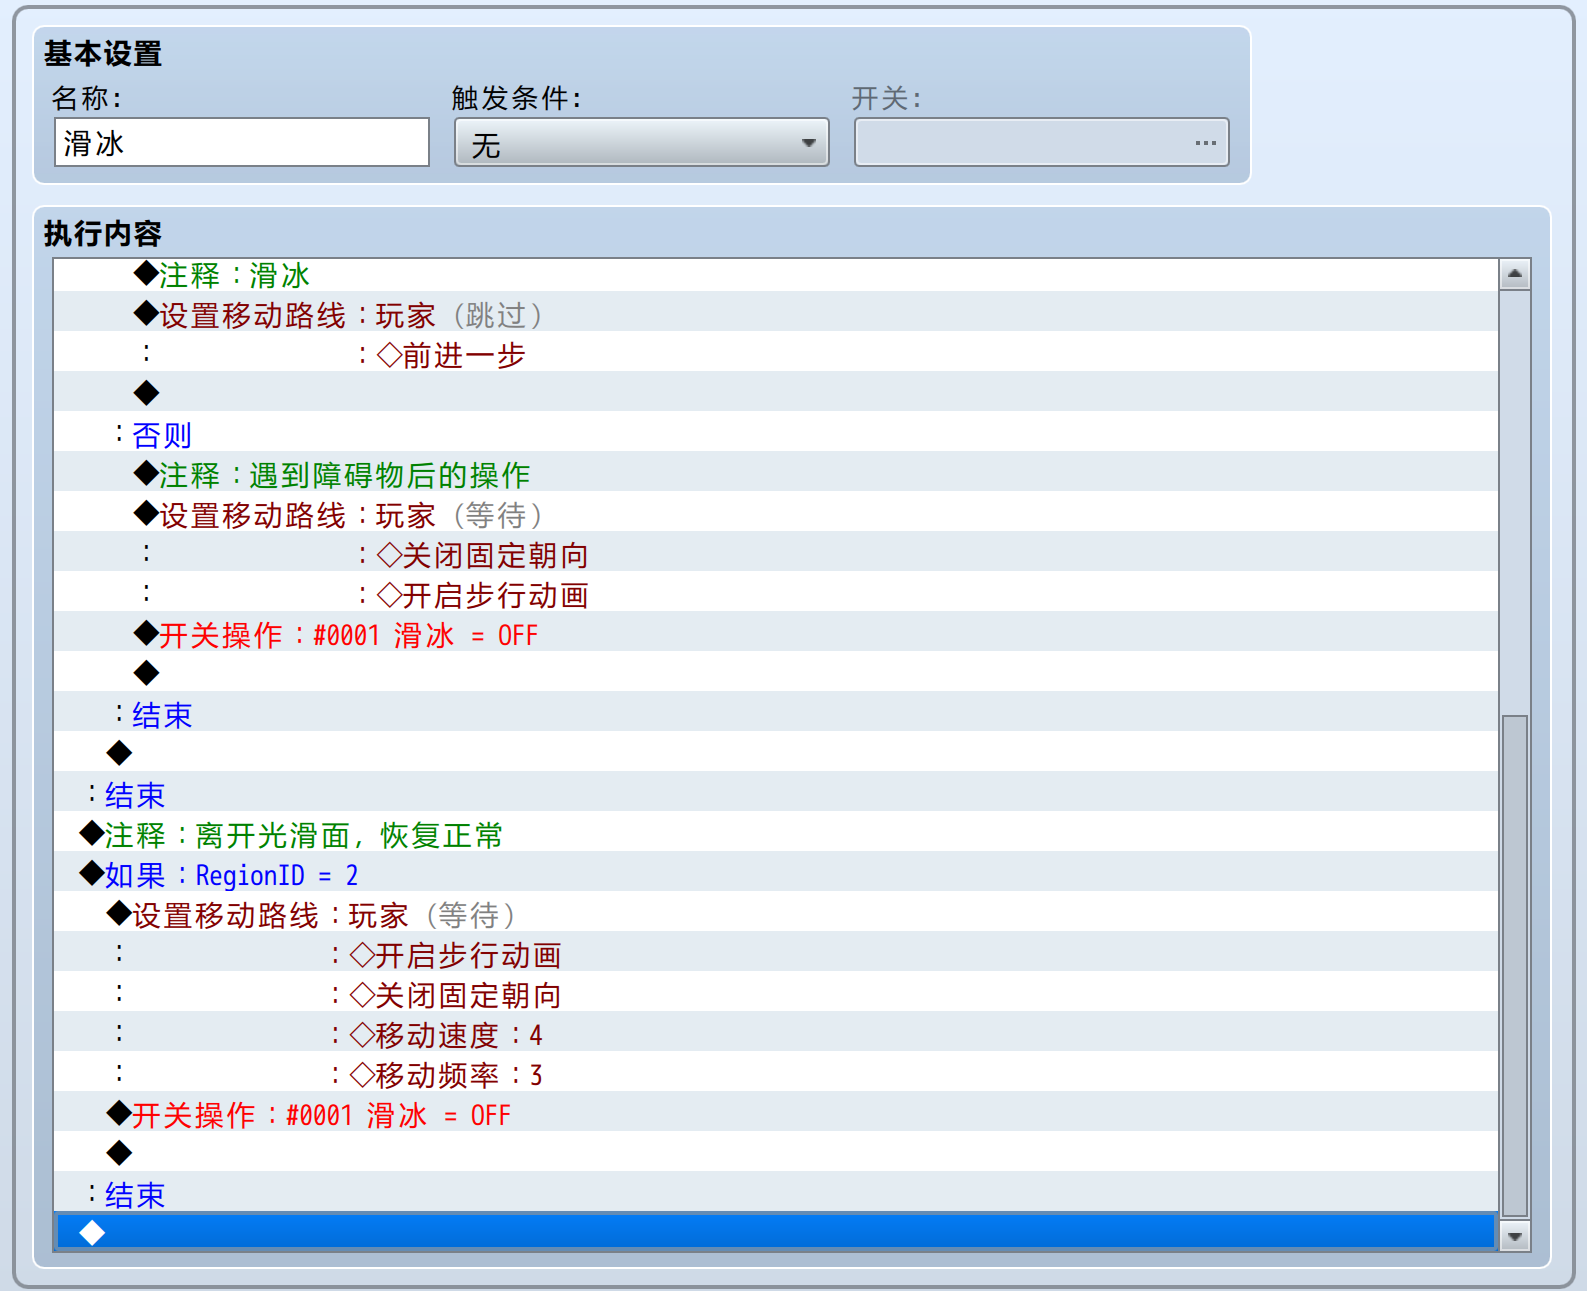 基本设置
名称: 触发条件: 开关:
滑冰 无 ...
执行内容
◆注释：滑冰
◆设置移动路线：玩家（跳过）
： ：◇前进一步
◆
：否则
◆注释：遇到障碍物后的操作
◆设置移动路线：玩家（等待）
： ：◇关闭固定朝向
： ：◇开启步行动画
◆开关操作：#0001 滑冰 = OFF
◆
：结束
◆
：结束
◆注释：离开光滑面，恢复正常
◆如果：RegionID = 2
◆设置移动路线：玩家（等待）
： ：◇开启步行动画
： ：◇关闭固定朝向
： ：◇移动速度：4
： ：◇移动频率：3
◆开关操作：#0001 滑冰 = OFF
◆
：结束
◆